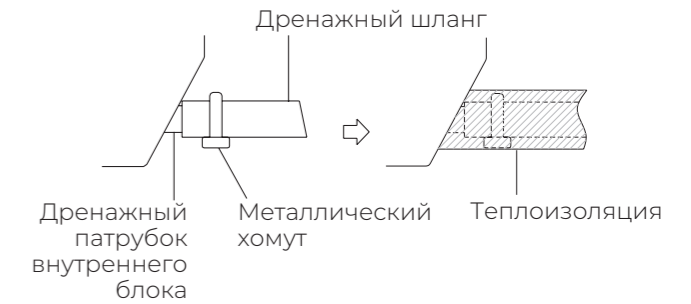 Дренажный шланг
Дренажный
патрубок
внутреннего
блока
Металлический
хомут
Теплоизоляция